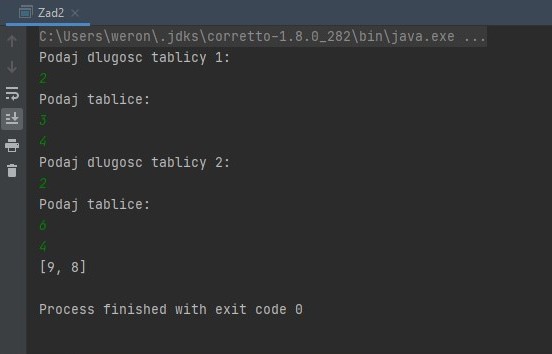 Zad2
C:\Users\weron\.jdks\corretto-1.8.0_282\bin\java.exe ...
Podaj dlugosc tablicy 1:
2
Podaj tablice:
3
4
Podaj dlugosc tablicy 2:
2
Podaj tablice:
6
4
[9, 8]
Process finished with exit code 0